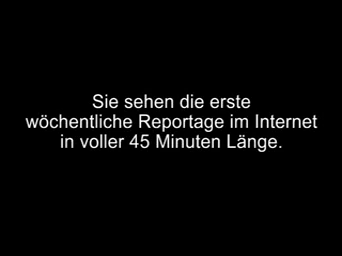 Sie sehen die erste
wöchentliche Reportage im Internet
in voller 45 Minuten Länge.